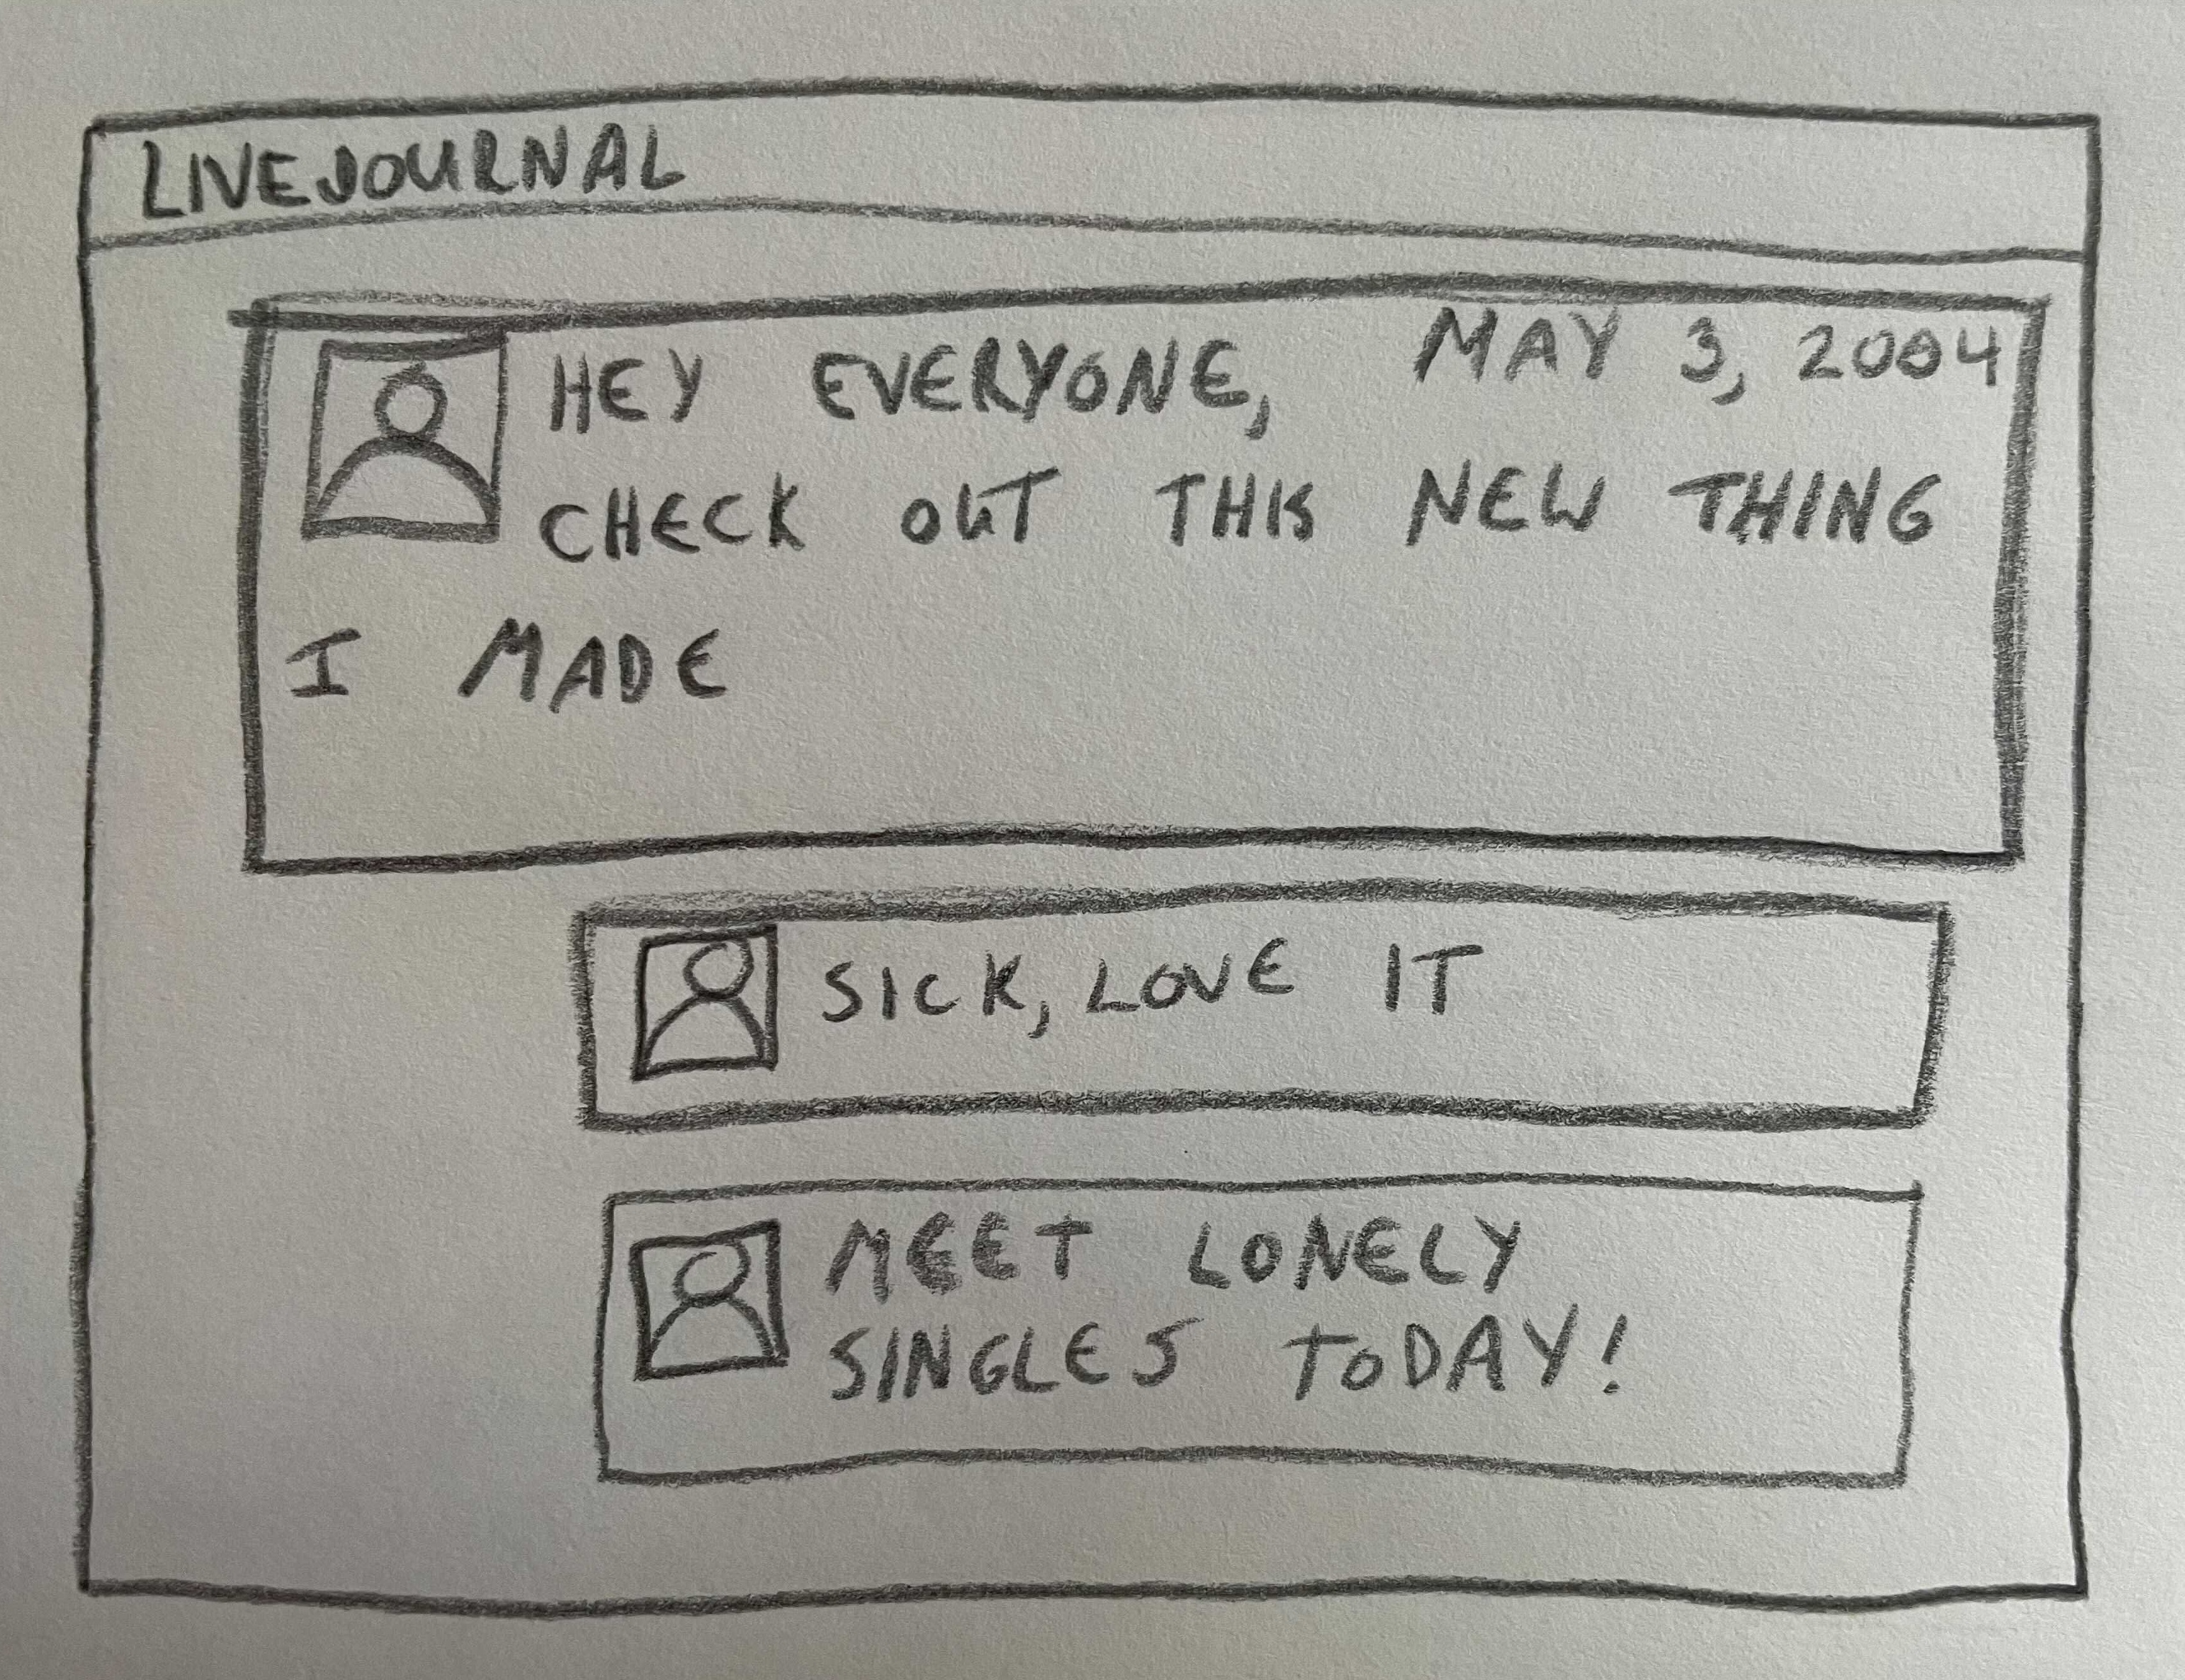 LIVEJOURNAL
HEY EVERYONE, MAY 3, 2004
CHECK OUT THIS NEW THING
I MADE
SICK, LOVE IT
MEET LONELY
SINGLES TODAY!